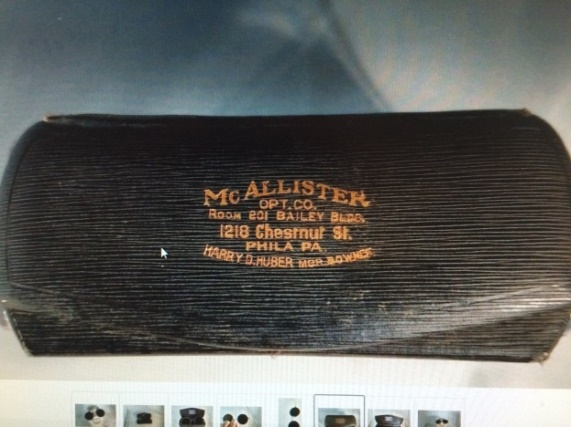 McALLISTER
OPT. CO.
ROOM 201 BAILEY BLDG.
1218 Chestnut St.
PHILA PA.
HARRY D. HUBER MGR. & OWNER